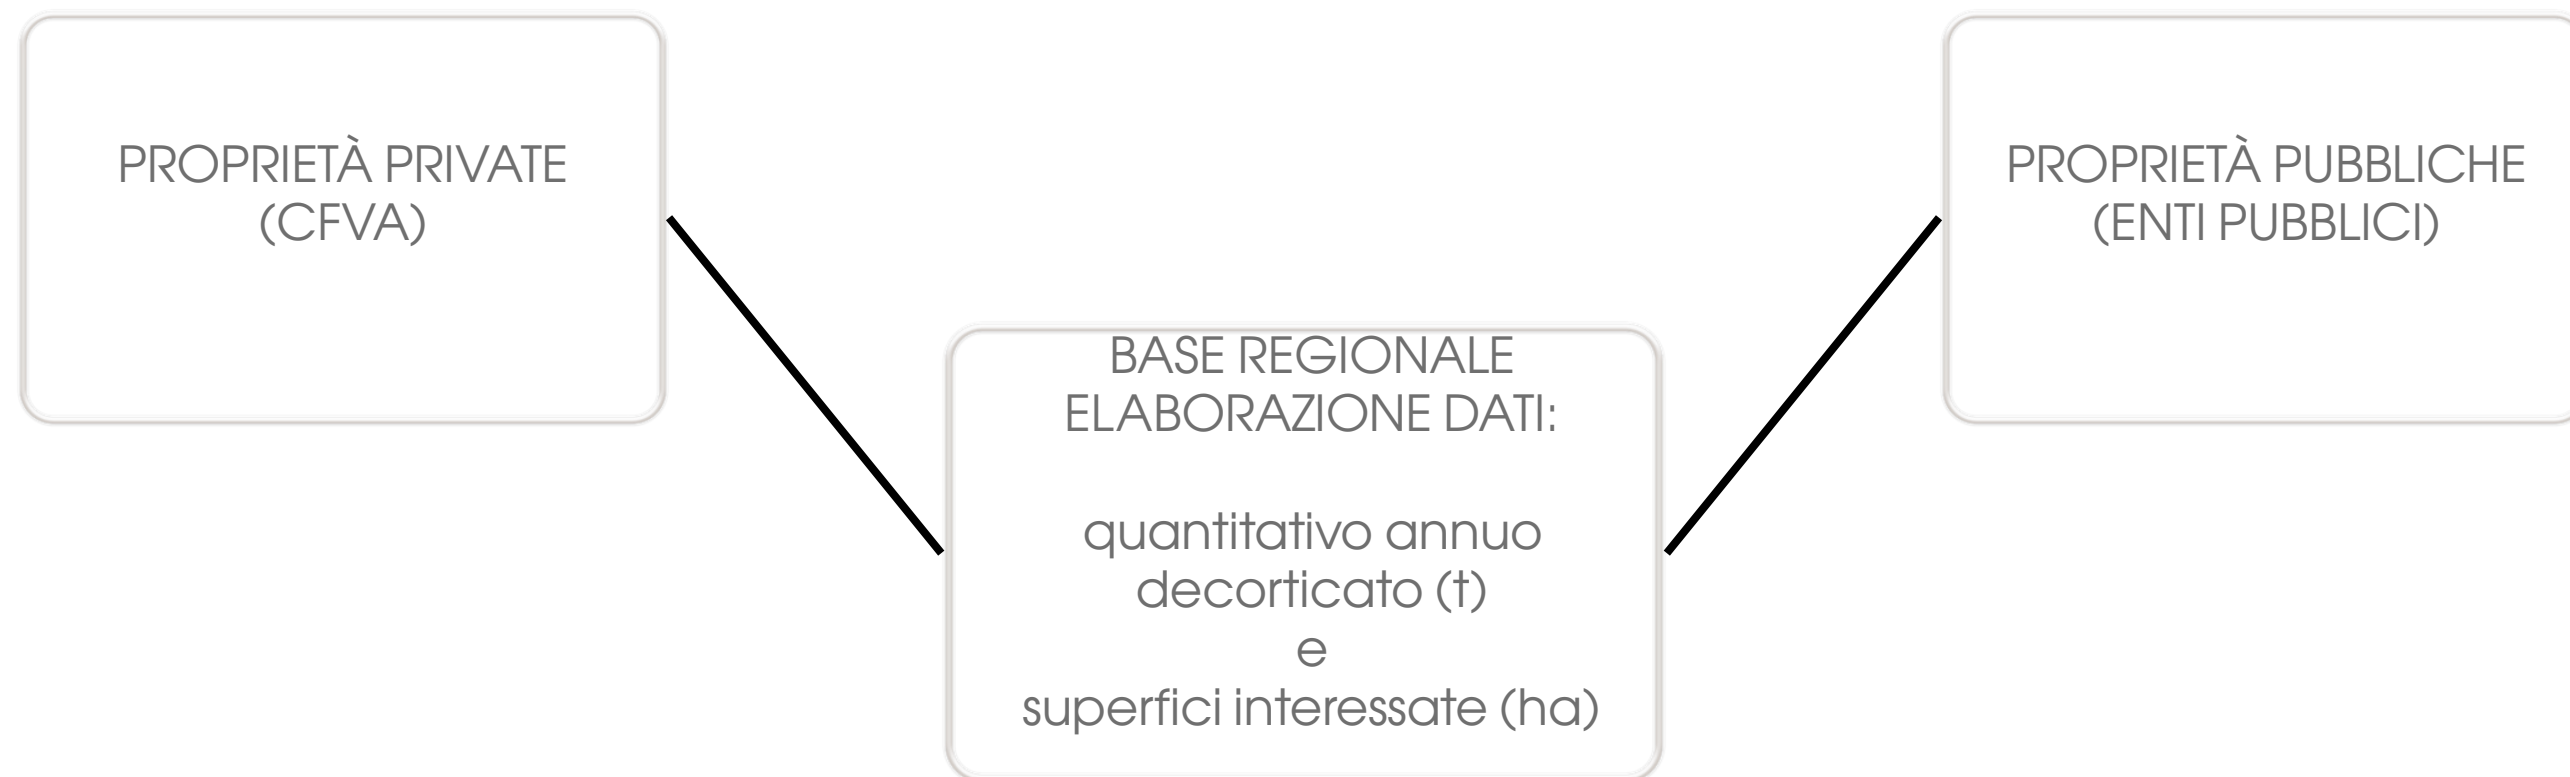 PROPRIETÀ PRIVATE
(CFVA)
PROPRIETÀ PUBBLICHE
(ENTI PUBBLICI)
BASE REGIONALE
ELABORAZIONE DATI:
quantitativo annuo
decorticato (t)
e
superfici interessate (ha)